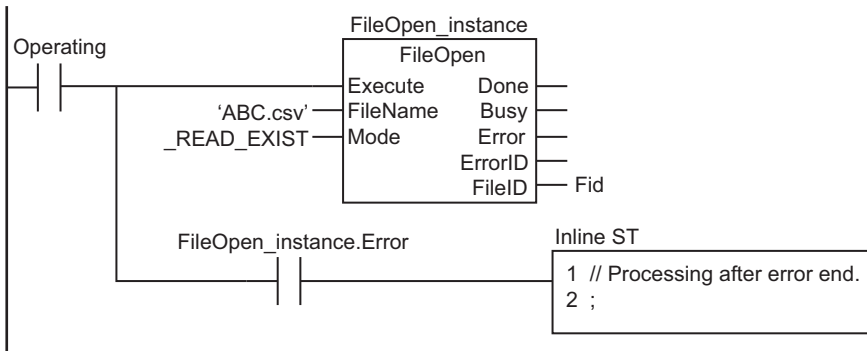 FileOpen_instance
Operating
FileOpen
Execute Done
‘ABC.csv’ FileName Busy
_READ_EXIST Mode Error
ErrorID
FileID Fid
FileOpen_instance.Error
Inline ST
1 // Processing after error end.
2 ;